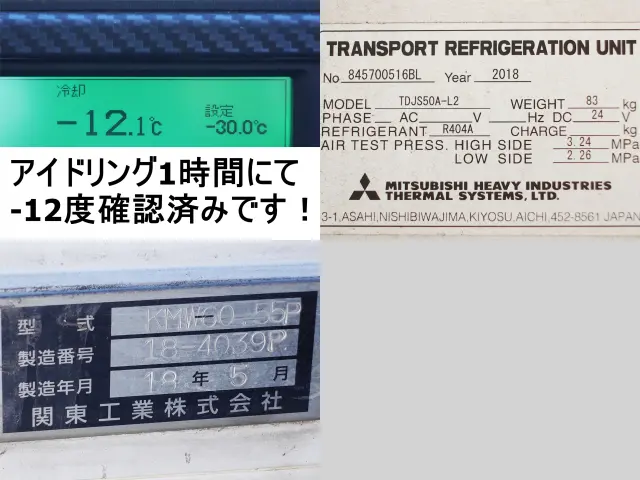 冷却
-12.1℃
設定
-30.0℃
アイドリング1時間にて
-12度確認済みです！
TRANSPORT REFRIGERATION UNIT
No 845700516BL Year 2018
MODEL TDJS50A-L2 WEIGHT 83 kg
PHASE AC V Hz DC 24 V
REFRIGERANT R404A CHARGE kg
AIR TEST PRESS. HIGH SIDE 3.24 MPa
LOW SIDE 2.26 MPa
MITSUBISHI HEAVY INDUSTRIES
THERMAL SYSTEMS, LTD.
3-1, ASAHI, NISHIBIWAJIMA, KIYOSU, AICHI, 452-8561 JAPAN
型式 KMW60.55P
製造番号 18-4039P
製造年月 18年5月
関東工業株式会社